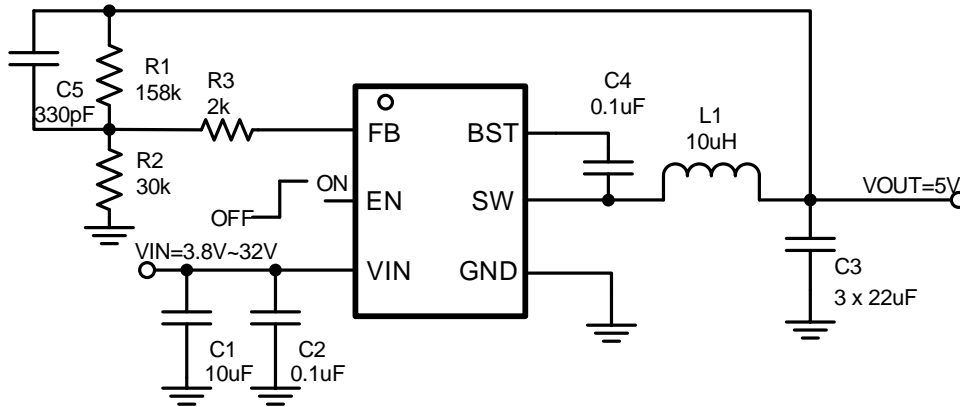 R1
158k
C5
330pF
R3
2k
R2
30k
FB
BST
EN
SW
VIN
GND
ON
OFF
C4
0.1uF
L1
10uH
VOUT=5V
VIN=3.8V~32V
C1
10uF
C2
0.1uF
C3
3 x 22uF